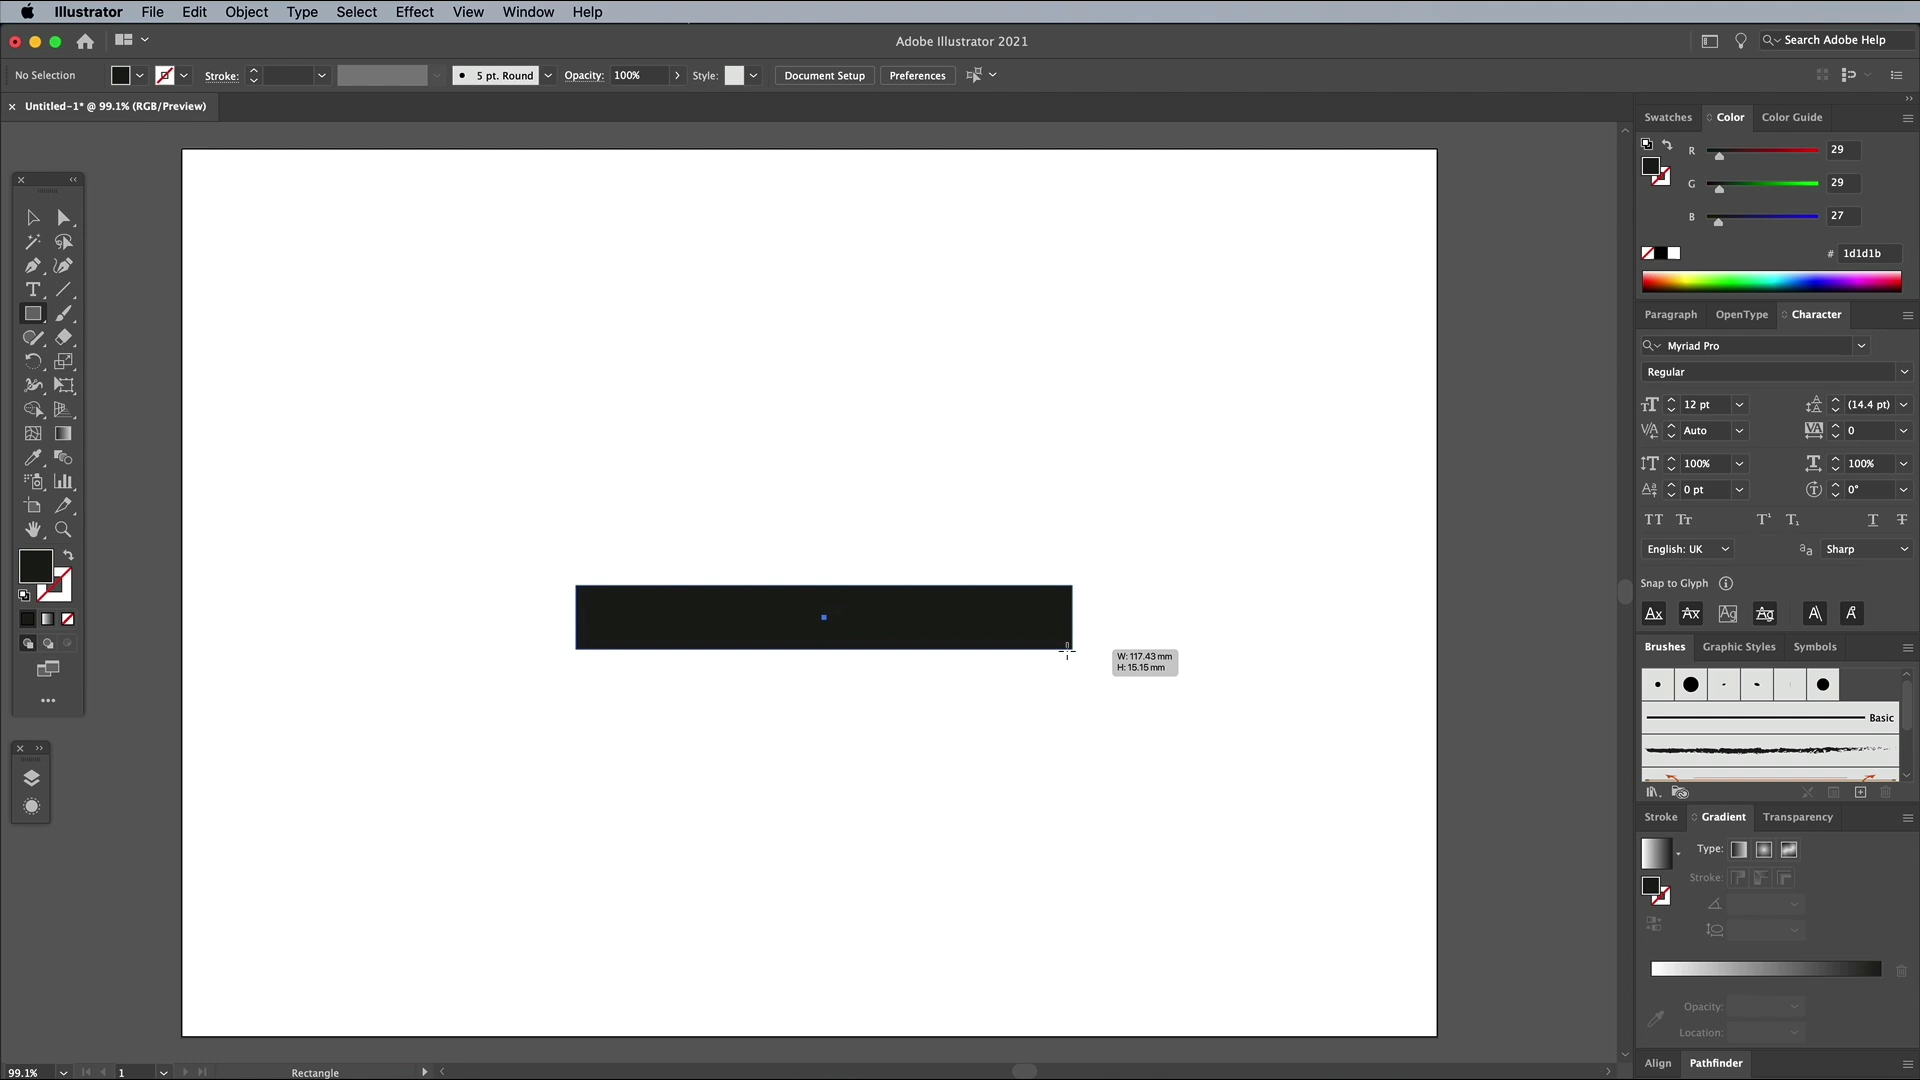 Illustrator File Edit Object Type Select Effect View Window Help
Adobe Illustrator 2021
Search Adobe Help
No Selection
Stroke:
5 pt. Round
Opacity: 100%
Style:
Document Setup
Preferences
Untitled-1* @ 99.1% (RGB/Preview)
Swatches Color Color Guide
R 29
G 29
B 27
# 1d1d1b
Paragraph OpenType Character
Myriad Pro
Regular
12 pt (14.4 pt)
Auto 0
100% 100%
0 pt 0°
English: UK
Sharp
Snap to Glyph
W: 117.43 mm
H: 15.15 mm
Brushes Graphic Styles Symbols
Basic
Stroke Gradient Transparency
Type:
Stroke:
Opacity:
Location:
Align Pathfinder
99.1% 1 Rectangle